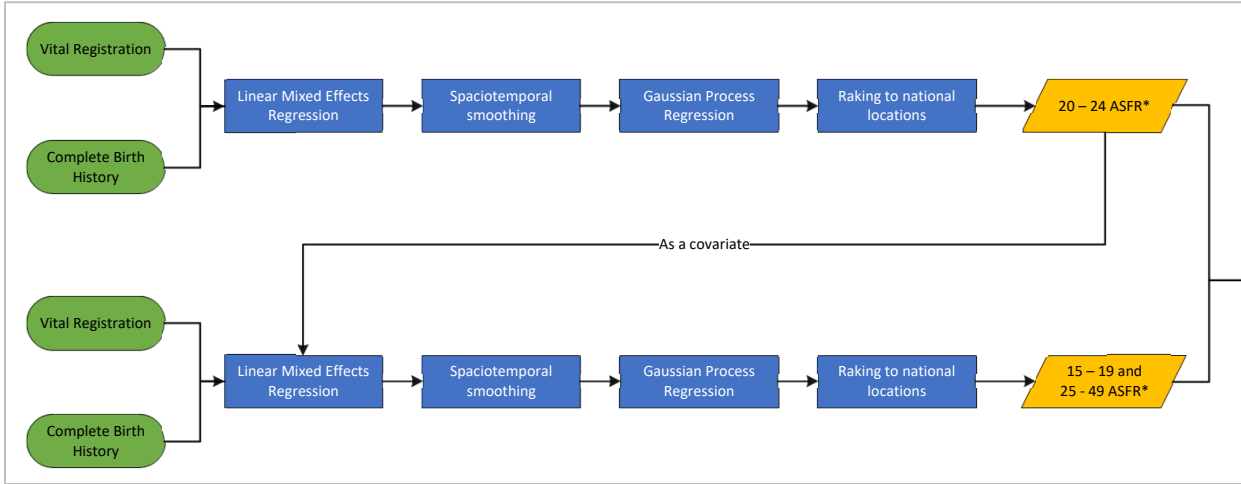 Vital Registration
Complete Birth
History
Linear Mixed Effects
Regression
Spaciotemporal
smoothing
Gaussian Process
Regression
Raking to national
locations
20 – 24 ASFR*
As a covariate
Vital Registration
Complete Birth
History
Linear Mixed Effects
Regression
Spaciotemporal
smoothing
Gaussian Process
Regression
Raking to national
locations
15 – 19 and
25 - 49 ASFR*